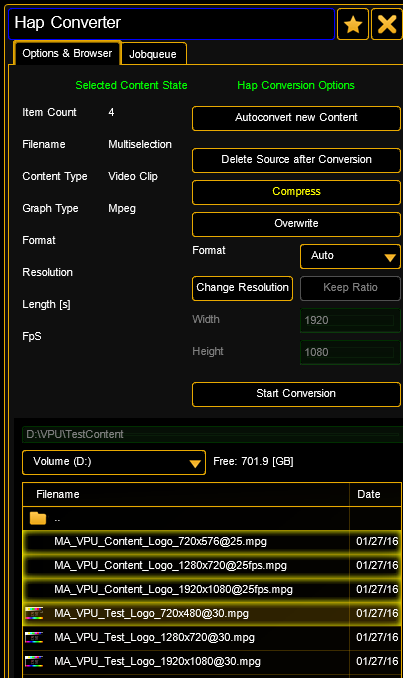 Hap Converter
Options & Browser Jobqueue
Selected Content State Hap Conversion Options
Item Count 4 Autoconvert new Content
Filename Multiselection
Delete Source after Conversion
Content Type Video Clip
Compress
Graph Type Mpeg
Overwrite
Format
Format Auto
Resolution
Change Resolution Keep Ratio
Length [s]
Width 1920
FpS
Height 1080
Start Conversion
D:\VPU\TestContent
Volume (D:) Free: 701.9 [GB]
Filename Date
..
MA_VPU_Content_Logo_720x576@25.mpg 01/27/16
MA_VPU_Content_Logo_1280x720@25fps.mpg 01/27/16
MA_VPU_Content_Logo_1920x1080@25fps.mpg 01/27/16
MA_VPU_Test_Logo_720x480@30.mpg 01/27/16
MA_VPU_Test_Logo_1280x720@30.mpg 01/27/16
MA_VPU_Test_Logo_1920x1080@30.mpg 01/27/16